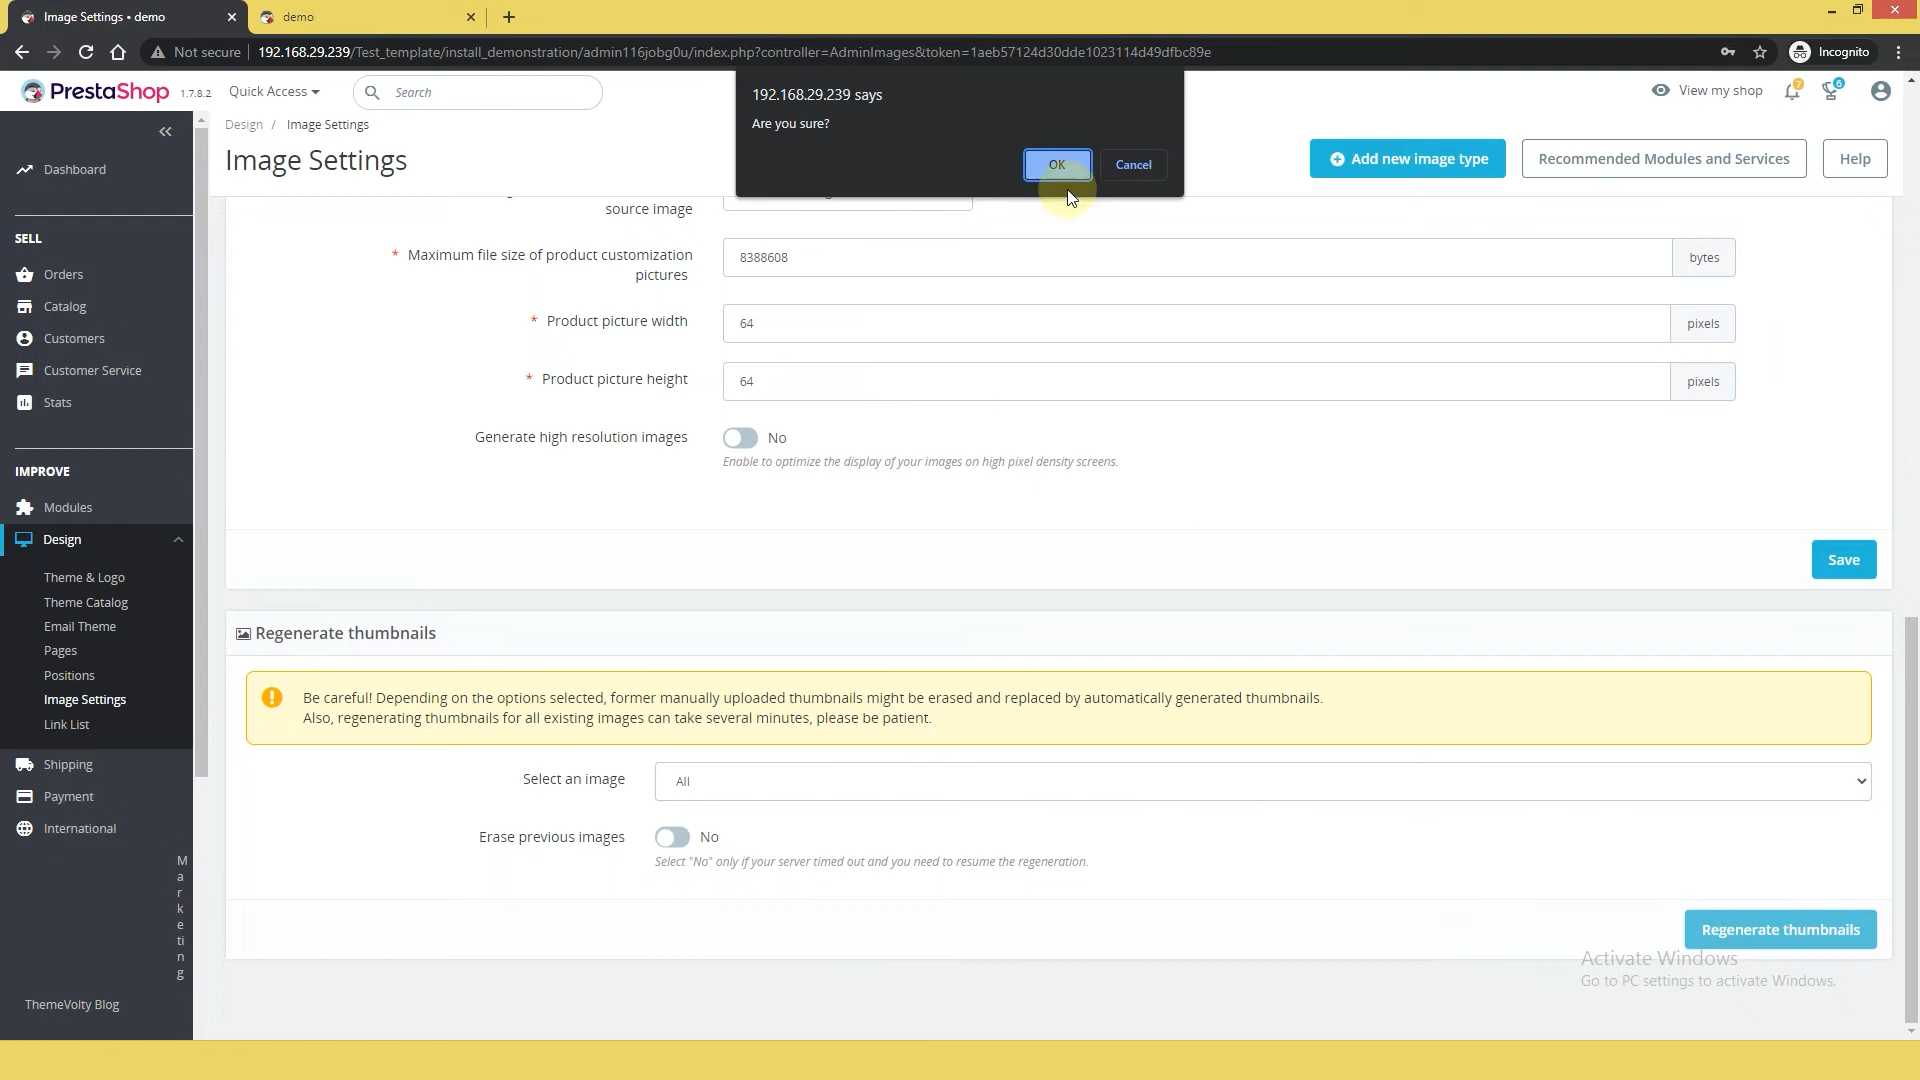 Image Settings • demo
demo
Not secure
192.168.29.239/Test_template/install_demonstration/admin116jobg0u/index.php?controller=AdminImages&token=1aeb57124d30dde1023114d49dfbc89e
Incognito
PrestaShop 1.7.8.2
Quick Access
Search
192.168.29.239 says
Are you sure?
OK
Cancel
View my shop
7
6
Design / Image Settings
Image Settings
Add new image type
Recommended Modules and Services
Help
Dashboard
SELL
Orders
Catalog
Customers
Customer Service
Stats
IMPROVE
Modules
Design
Theme & Logo
Theme Catalog
Email Theme
Pages
Positions
Image Settings
Link List
Shipping
Payment
International
Marketing
ThemeVolty Blog
source image
* Maximum file size of product customization
pictures
8388608
bytes
* Product picture width
64
pixels
* Product picture height
64
pixels
Generate high resolution images
No
Enable to optimize the display of your images on high pixel density screens.
Save
Regenerate thumbnails
Be careful! Depending on the options selected, former manually uploaded thumbnails might be erased and replaced by automatically generated thumbnails.
Also, regenerating thumbnails for all existing images can take several minutes, please be patient.
Select an image
All
Erase previous images
No
Select "No" only if your server timed out and you need to resume the regeneration.
Regenerate thumbnails
Activate Windows
Go to PC settings to activate Windows.